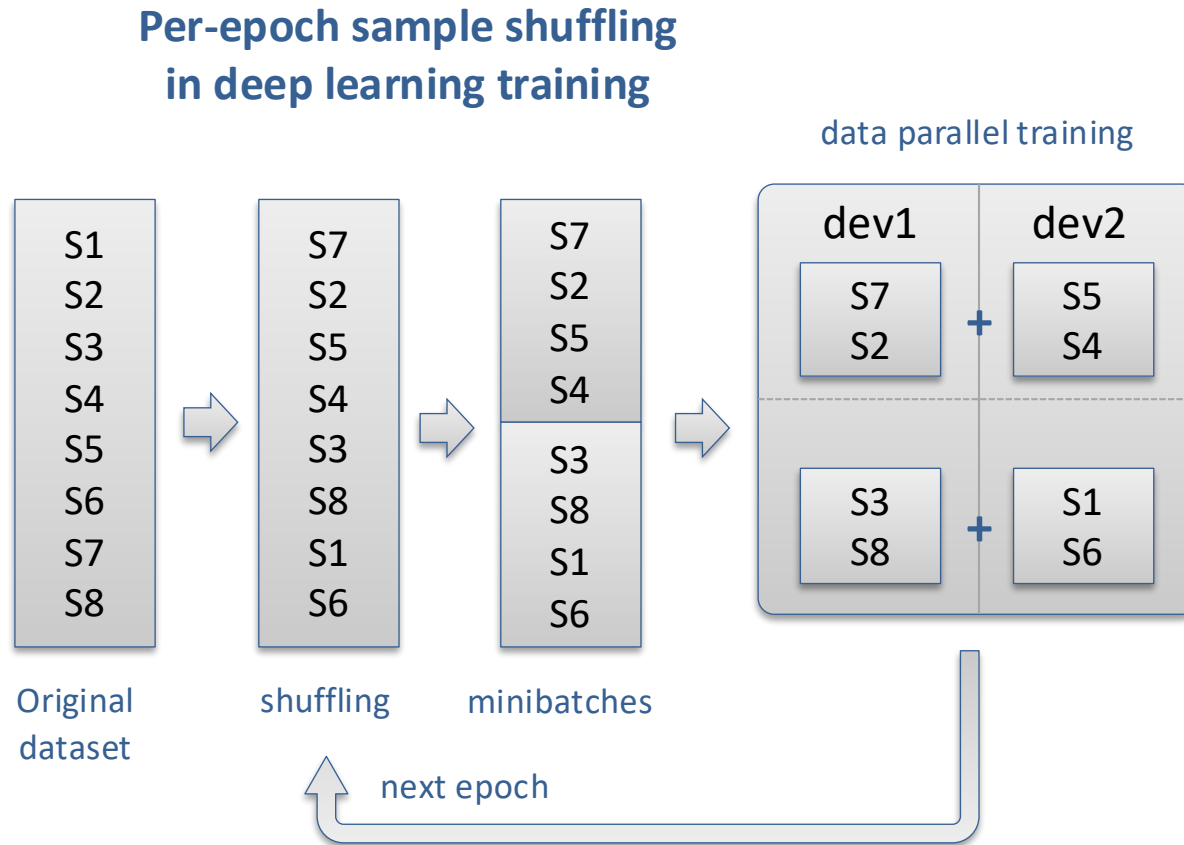 Per-epoch sample shuffling
in deep learning training
data parallel training
S1
S2
S3
S4
S5
S6
S7
S8
Original
dataset
S7
S2
S5
S4
S3
S8
S1
S6
shuffling
S7
S2
S5
S4
S3
S8
S1
S6
minibatches
dev1 dev2
S7 + S5
S2 S4
S3 + S1
S8 S6
next epoch